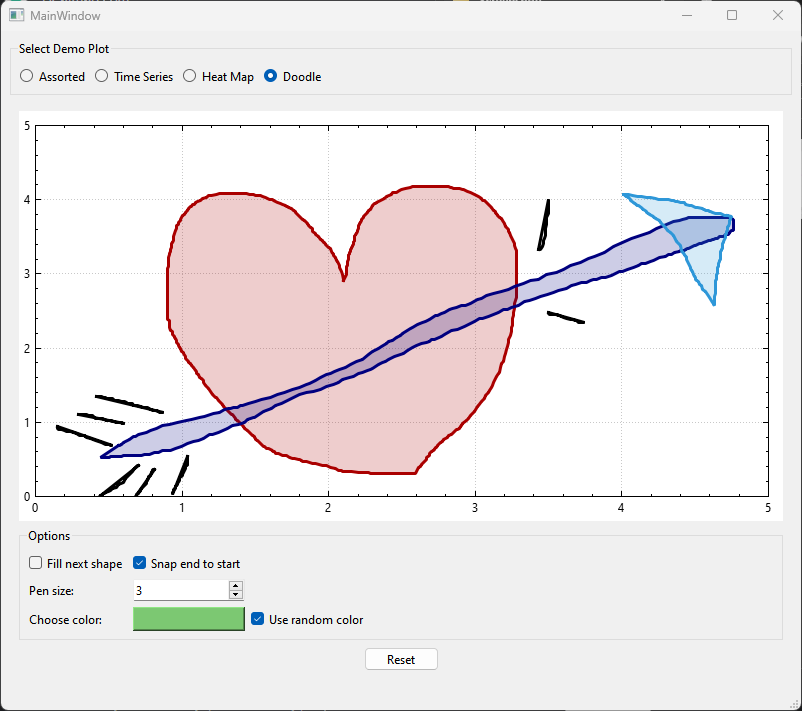 MainWindow
Select Demo Plot
Assorted Time Series Heat Map Doodle
5
4
3
2
1
0
0 1 2 3 4 5
Options
Fill next shape Snap end to start
Pen size: 3
Choose color: Use random color
Reset